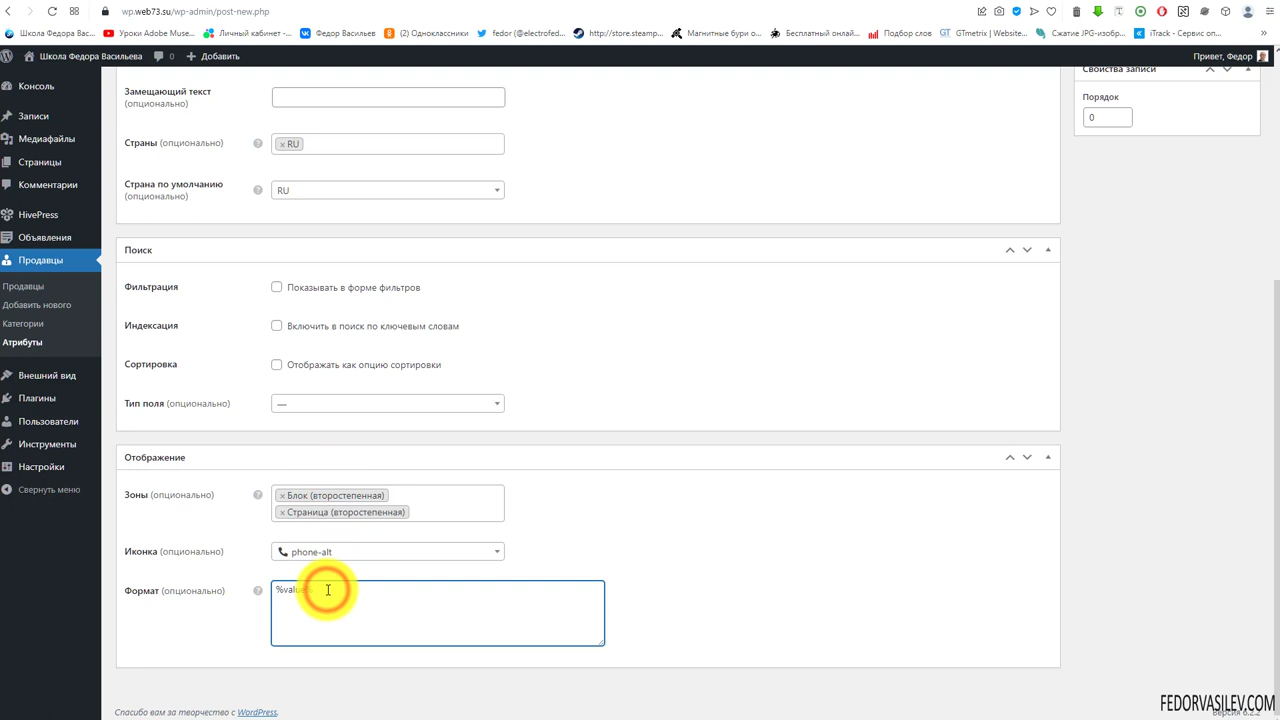 wp.web73.su/wp-admin/post-new.php
Школа Федора Вас...
Уроки Adobe Muse...
Личный кабинет -...
Федор Васильев
(2) Одноклассники
fedor (@electrofed...
http://store.steamp...
Магнитные бури о...
Бесплатный онлай...
Подбор слов
GTmetrix | Website...
Сжатие JPG-изобр...
iTrack - Сервис оп...
Школа Федора Васильева
0
Добавить
Привет, Федор
Консоль
Записи
Медиафайлы
Страницы
Комментарии
HivePress
Объявления
Продавцы
Продавцы
Добавить нового
Категории
Атрибуты
Внешний вид
Плагины
Пользователи
Инструменты
Настройки
Свернуть меню
Замещающий текст
(опционально)
Страны (опционально)
× RU
Страна по умолчанию
(опционально)
RU
Поиск
Фильтрация
Показывать в форме фильтров
Индексация
Включить в поиск по ключевым словам
Сортировка
Отображать как опцию сортировки
Тип поля (опционально)
—
Отображение
Зоны (опционально)
× Блок (второстепенная)
× Страница (второстепенная)
Иконка (опционально)
phone-alt
Формат (опционально)
%value%
Свойства записи
Порядок
0
Спасибо вам за творчество с WordPress.
FEDORVASILEV.COM
Версия 6.2.2